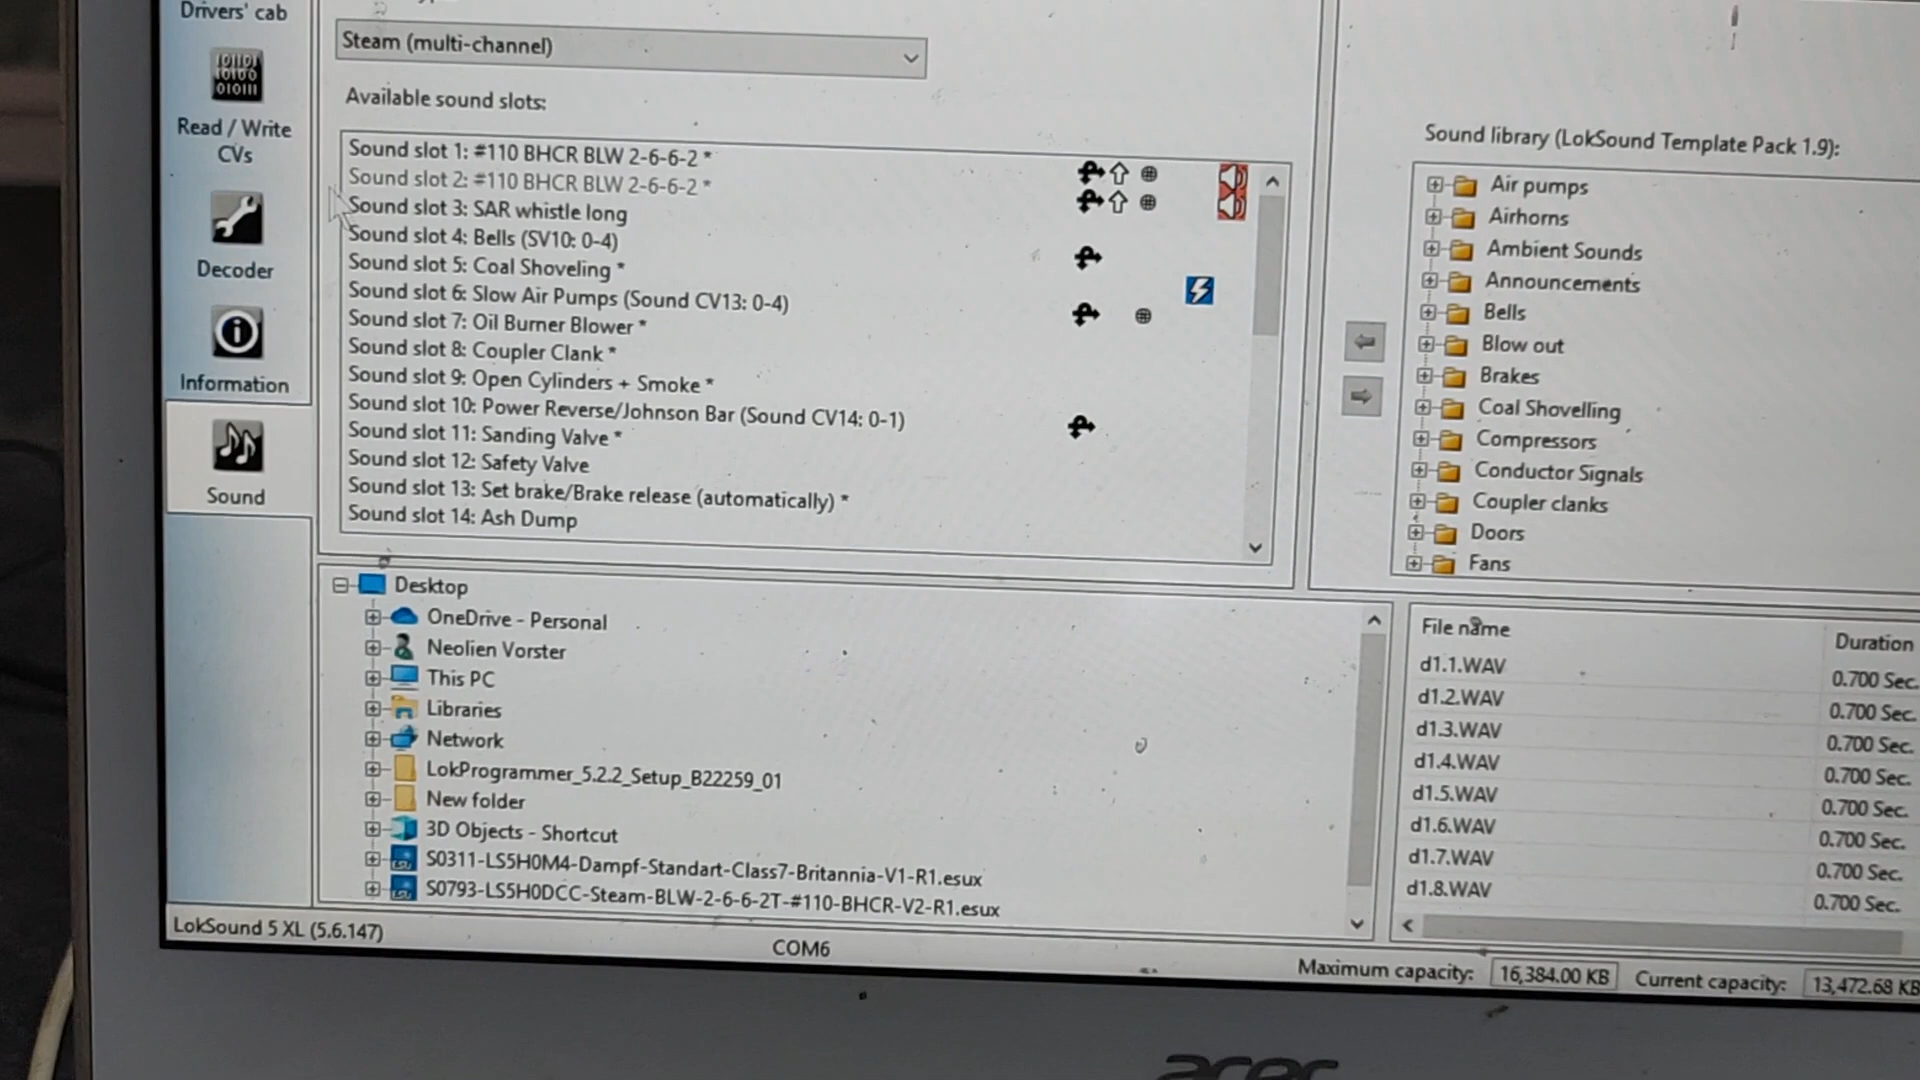 Drivers' cab
Read / Write
CVs
Decoder
Information
Sound
Steam (multi-channel)
Available sound slots:
Sound slot 1: #110 BHCR BLW 2-6-6-2 *
Sound slot 2: #110 BHCR BLW 2-6-6-2 *
Sound slot 3: SAR whistle long
Sound slot 4: Bells (SV10: 0-4)
Sound slot 5: Coal Shoveling *
Sound slot 6: Slow Air Pumps (Sound CV13: 0-4)
Sound slot 7: Oil Burner Blower *
Sound slot 8: Coupler Clank *
Sound slot 9: Open Cylinders + Smoke *
Sound slot 10: Power Reverse/Johnson Bar (Sound CV14: 0-1)
Sound slot 11: Sanding Valve *
Sound slot 12: Safety Valve
Sound slot 13: Set brake/Brake release (automatically) *
Sound slot 14: Ash Dump
Sound library (LokSound Template Pack 1.9):
Air pumps
Airhorns
Ambient Sounds
Announcements
Bells
Blow out
Brakes
Coal Shovelling
Compressors
Conductor Signals
Coupler clanks
Doors
Fans
Desktop
OneDrive - Personal
Neolien Vorster
This PC
Libraries
Network
LokProgrammer_5.2.2_Setup_B22259_01
New folder
3D Objects - Shortcut
S0311-LS5H0M4-Dampf-Standart-Class7-Britannia-V1-R1.esux
S0793-LS5H0DCC-Steam-BLW-2-6-6-2T-#110-BHCR-V2-R1.esux
File name Duration
d1.1.WAV 0.700 Sec.
d1.2.WAV 0.700 Sec.
d1.3.WAV 0.700 Sec.
d1.4.WAV 0.700 Sec.
d1.5.WAV 0.700 Sec.
d1.6.WAV 0.700 Sec.
d1.7.WAV 0.700 Sec.
d1.8.WAV 0.700 Sec.
LokSound 5 XL (5.6.147)
COM6
Maximum capacity: 16,384.00 KB Current capacity: 13,472.68 KB
acer